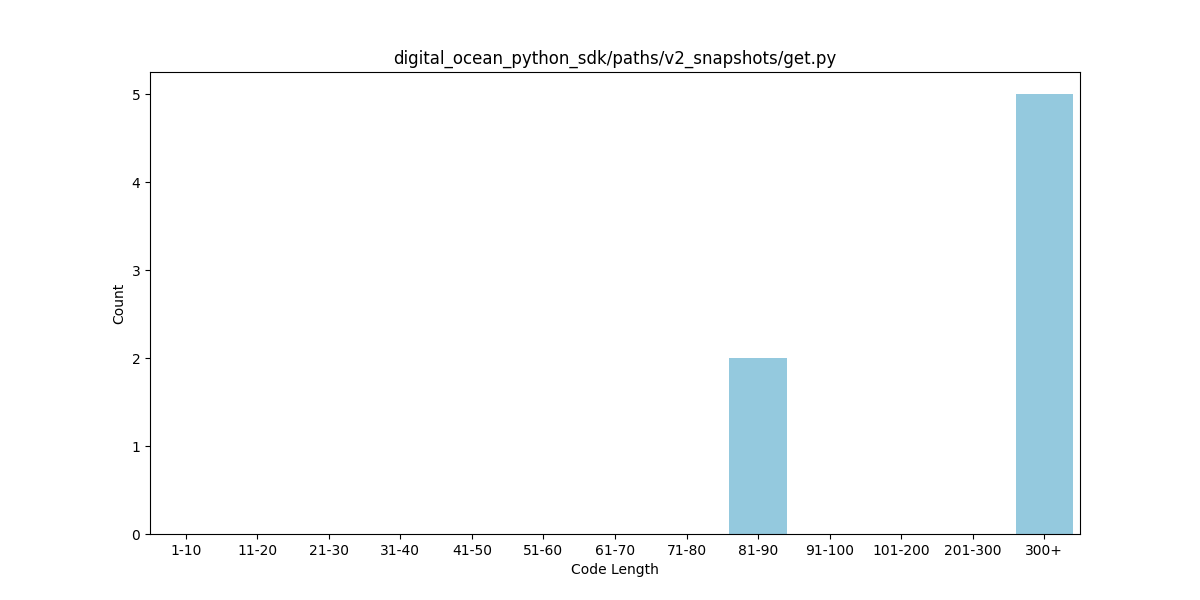 digital_ocean_python_sdk/paths/v2_snapshots/get.py
5
4
3
2
1
0
Count
1-10 11-20 21-30 31-40 41-50 51-60 61-70 71-80 81-90 91-100 101-200 201-300 300+
Code Length